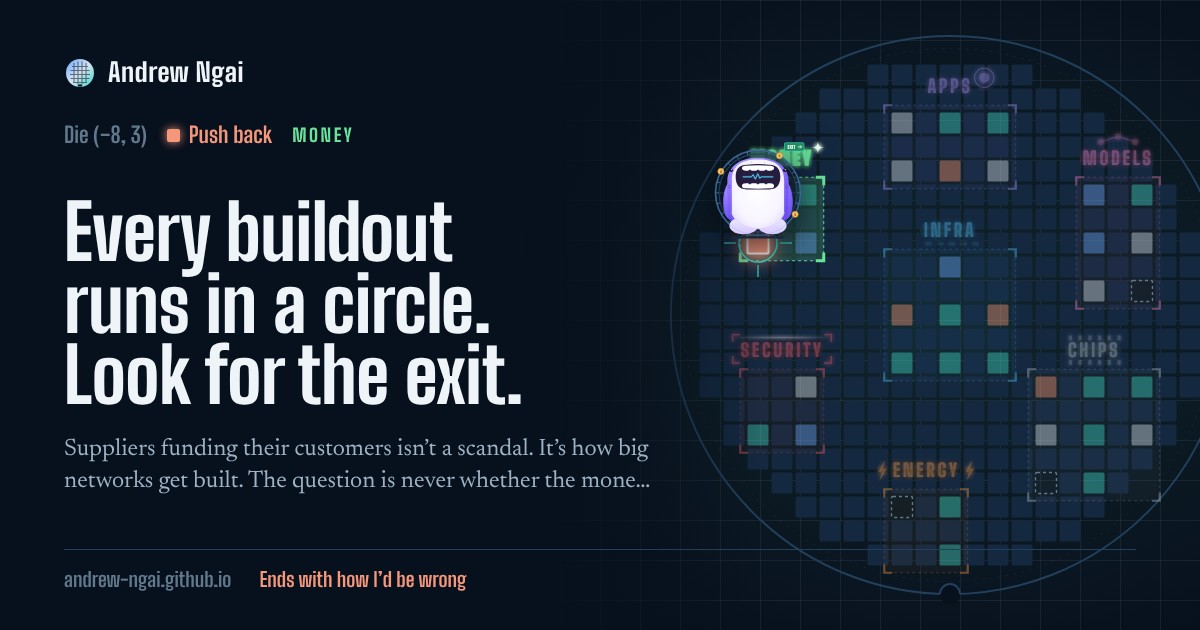 Andrew Ngai
Die (−8, 3) Push back MONEY
Every buildout
runs in a circle.
Look for the exit.
Suppliers funding their customers isn’t a scandal. It’s how big
networks get built. The question is never whether the mone...
andrew-ngai.github.io Ends with how I’d be wrong
APPS
EXIT
MODELS
INFRA
SECURITY
CHIPS
ENERGY